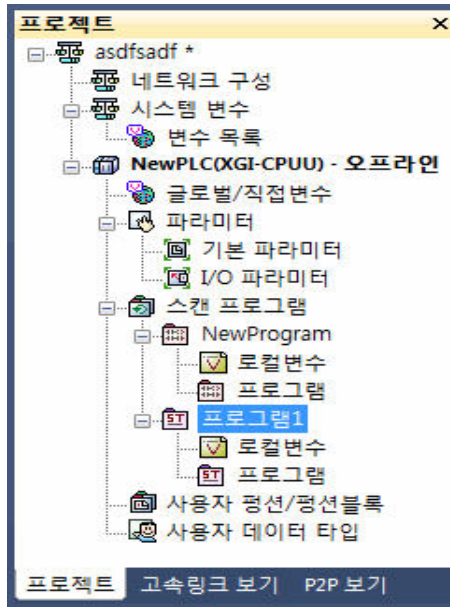 프로젝트
asdfsadf *
네트워크 구성
시스템 변수
변수 목록
NewPLC(XGI-CPUU) - 오프라인
글로벌/직접변수
파라미터
기본 파라미터
I/O 파라미터
스캔 프로그램
NewProgram
로컬변수
프로그램
프로그램1
로컬변수
프로그램
사용자 펑션/펑션블록
사용자 데이터 타입
프로젝트 고속링크 보기 P2P 보기